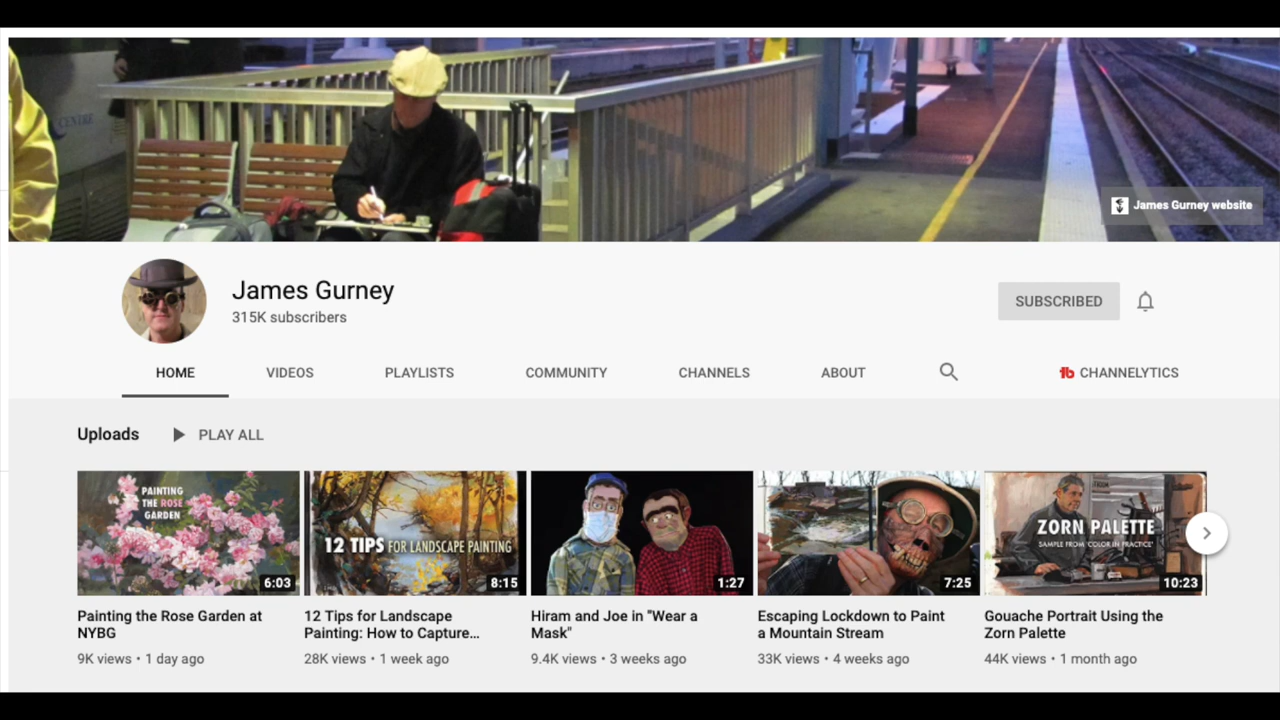 CENTRE
James Gurney website
James Gurney
315K subscribers
SUBSCRIBED
HOME
VIDEOS
PLAYLISTS
COMMUNITY
CHANNELS
ABOUT
CHANNELYTICS
Uploads
PLAY ALL
PAINTING
THE ROSE
GARDEN
6:03
12 TIPS FOR LANDSCAPE PAINTING
8:15
1:27
7:25
ZORN PALETTE
SAMPLE FROM "COLOR IN PRACTICE"
10:23
Painting the Rose Garden at
NYBG
9K views • 1 day ago
12 Tips for Landscape
Painting: How to Capture...
28K views • 1 week ago
Hiram and Joe in "Wear a
Mask"
9.4K views • 3 weeks ago
Escaping Lockdown to Paint
a Mountain Stream
33K views • 4 weeks ago
Gouache Portrait Using the
Zorn Palette
44K views • 1 month ago